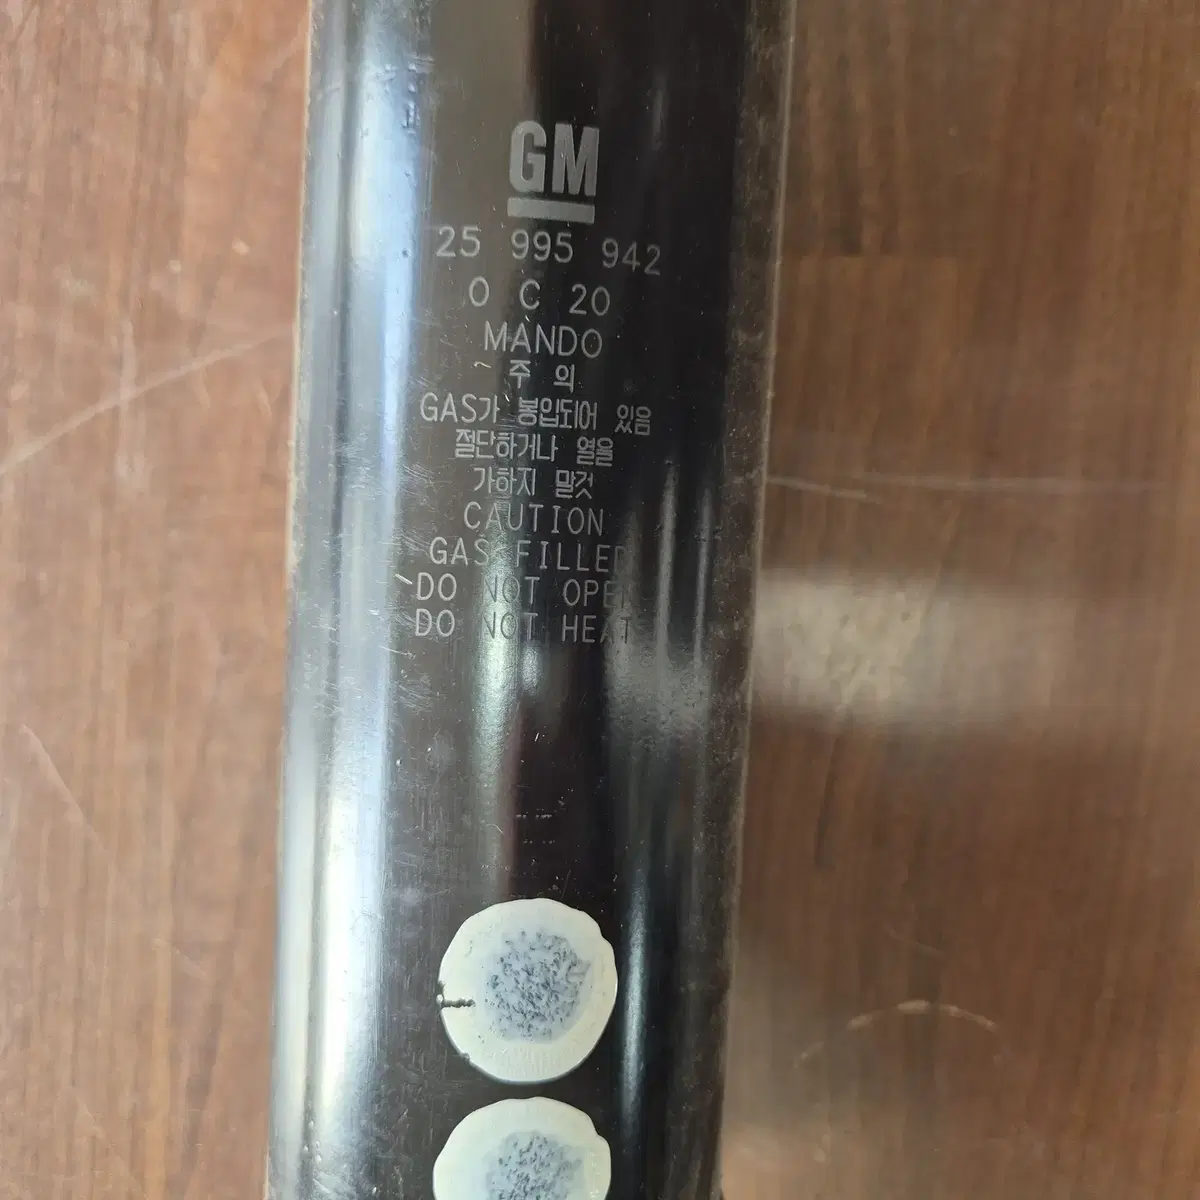 GM
25 995 942
0 C 20
MANDO
주 의
GAS가 봉입되어 있음
절단하거나 열을
가하지 말것
CAUTION
GAS FILLED
DO NOT OPEN
DO NOT HEAT